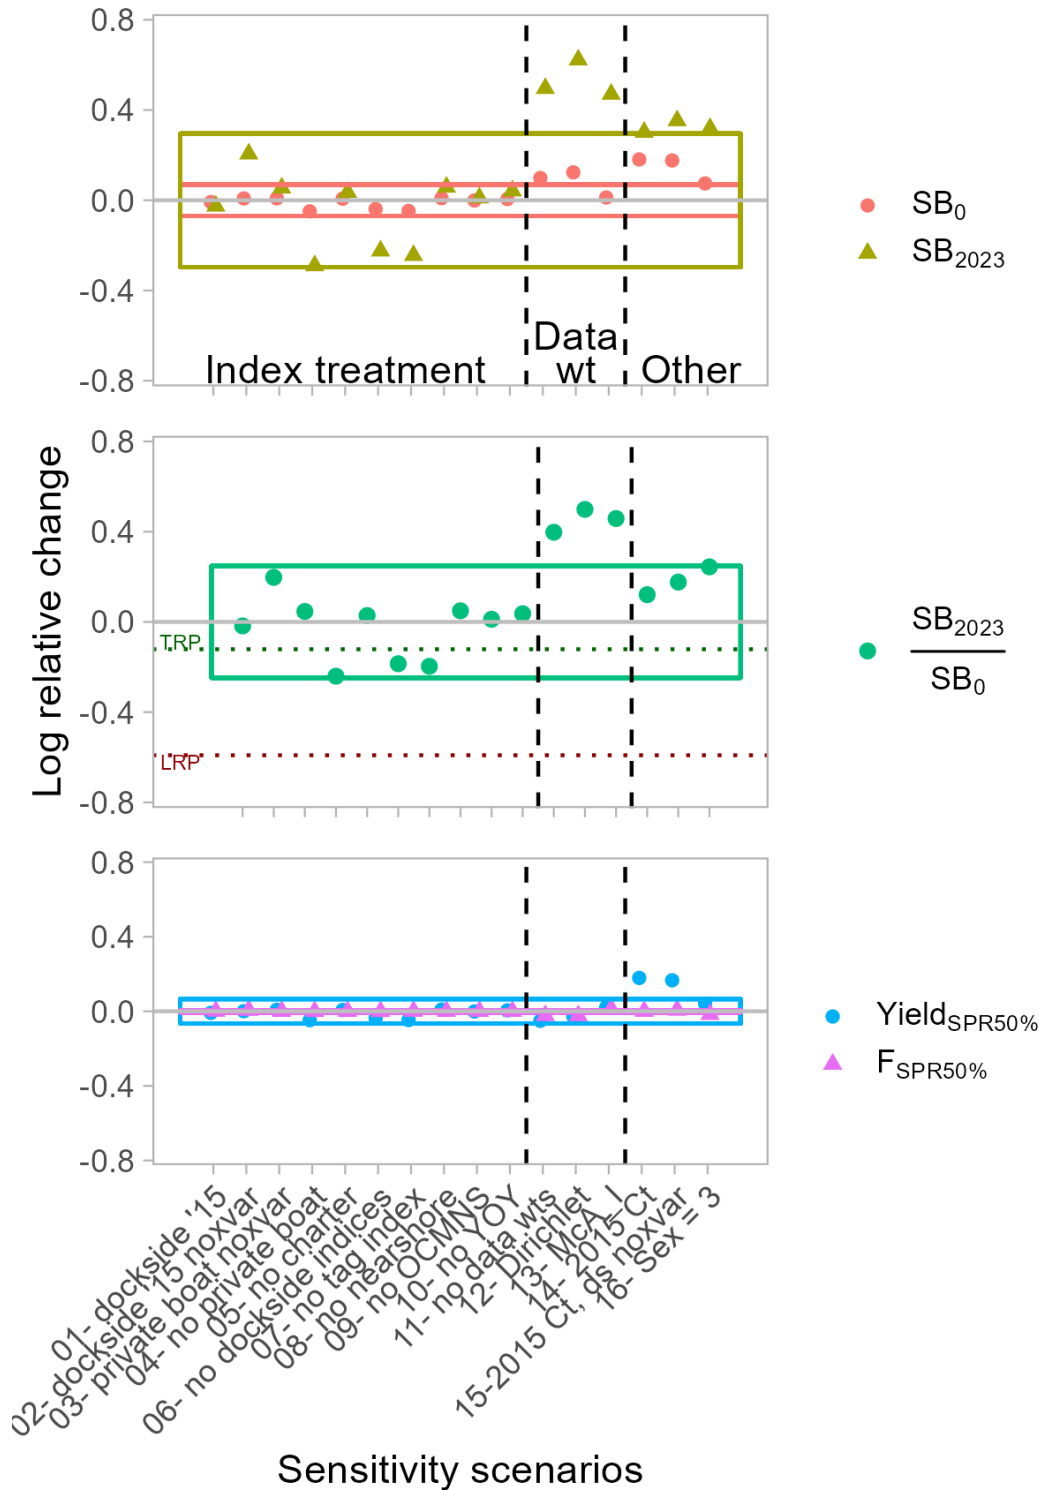 0.8
0.4
0.0
-0.4
-0.8
Index treatment
Data
wt
Other
SB0
SB2023
Log relative change
0.8
0.4
0.0
-0.4
-0.8
TRP
LRP
SB2023
SB0
0.8
0.4
0.0
-0.4
-0.8
YieldSPR50%
FSPR50%
01- dockside '15
02- dockside '15 noxvar
03- private boat noxvar
04- no private boat
05- no charter
06- no dockside indices
07- no tag index
08- no nearshore
09- no OCMNS
10- no YOY
11- no data wts
12- Dirichlet
13- McA_I
14- 2015 Ct
15-2015 Ct, ds noxvar
16- Sex = 3
Sensitivity scenarios